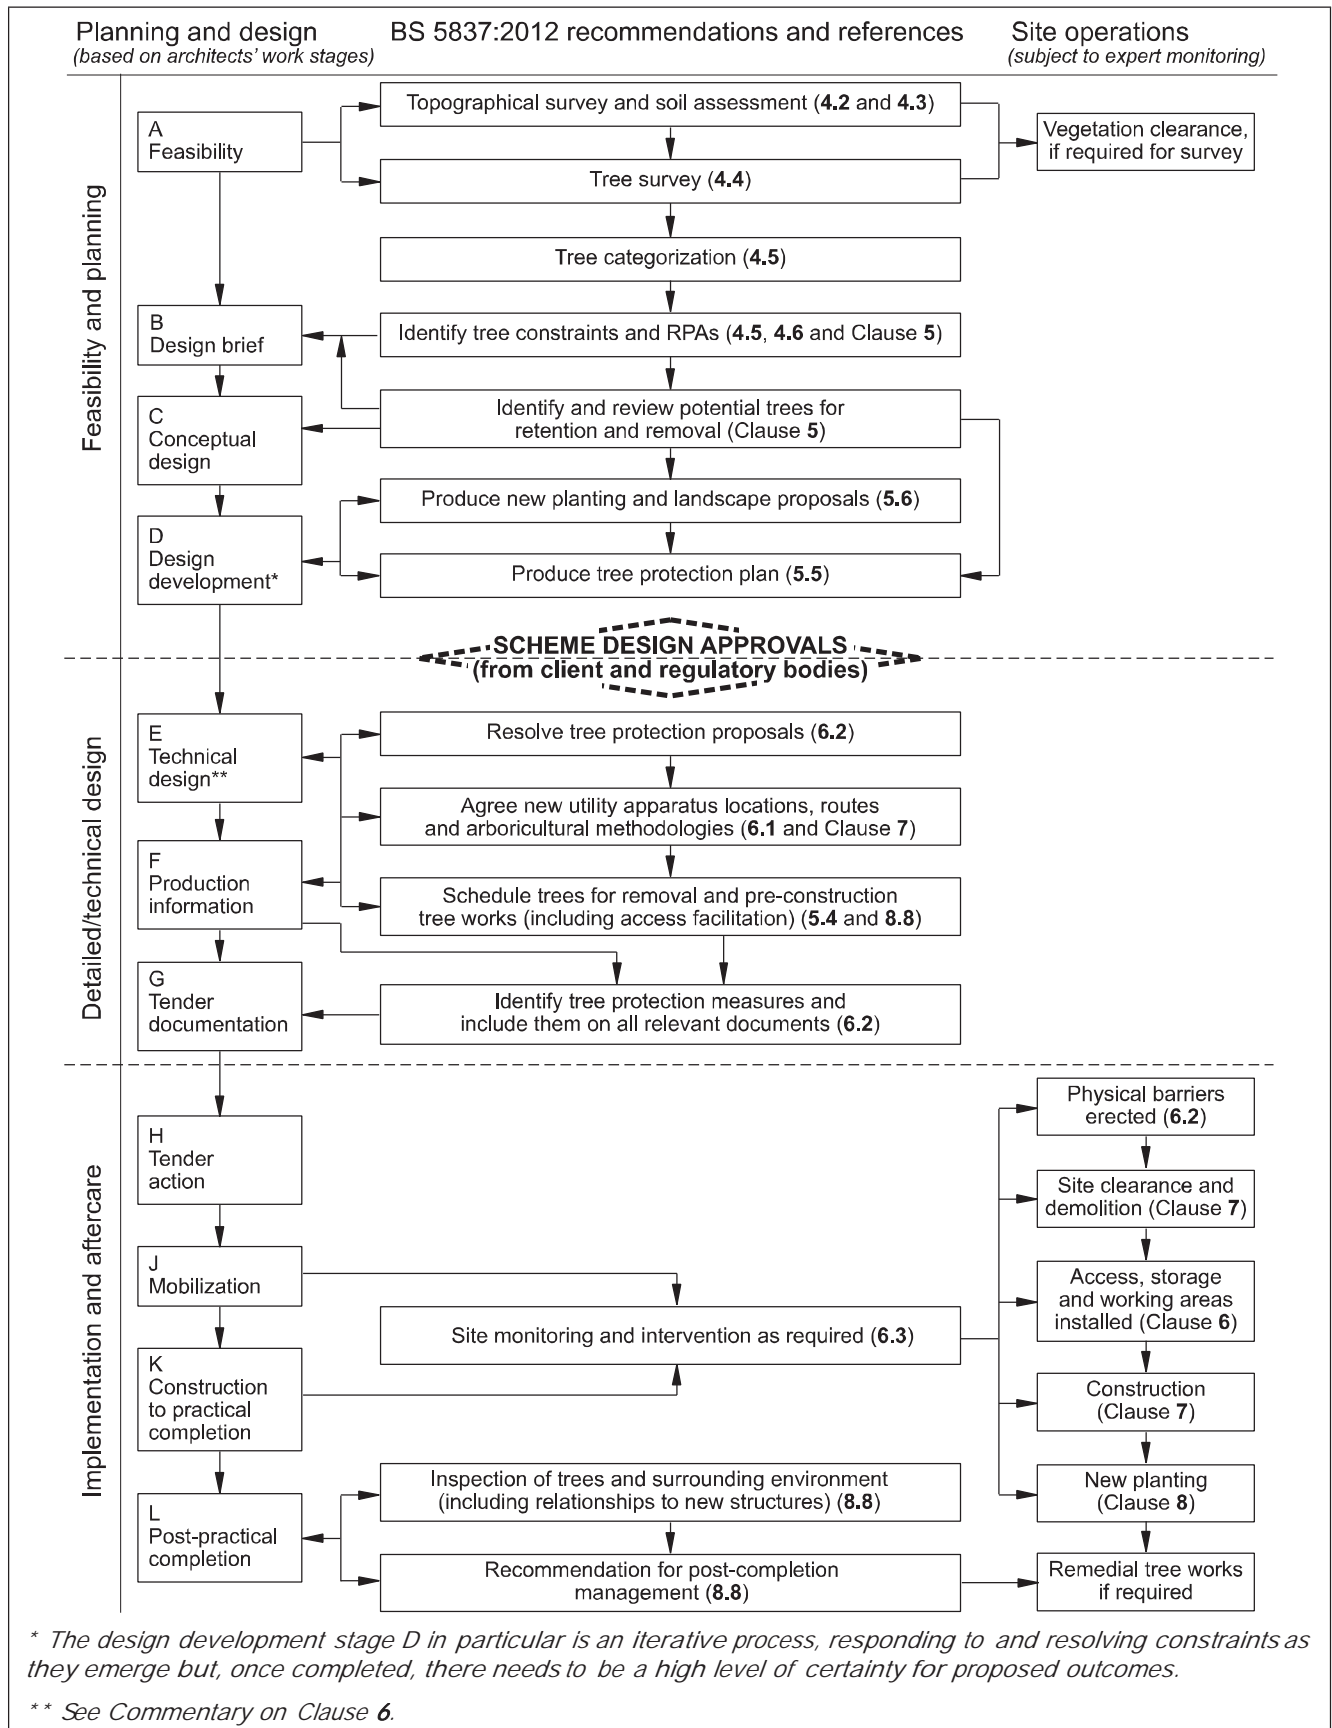 Planning and design
(based on architects' work stages)
BS 5837:2012 recommendations and references
Site operations
(subject to expert monitoring)
Feasibility and planning
A
Feasibility
Topographical survey and soil assessment (4.2 and 4.3)
Vegetation clearance,
if required for survey
Tree survey (4.4)
Tree categorization (4.5)
B
Design brief
Identify tree constraints and RPAs (4.5, 4.6 and Clause 5)
C
Conceptual
design
Identify and review potential trees for
retention and removal (Clause 5)
Produce new planting and landscape proposals (5.6)
D
Design
development*
Produce tree protection plan (5.5)
SCHEME DESIGN APPROVALS
(from client and regulatory bodies)
Detailed/technical design
E
Technical
design**
Resolve tree protection proposals (6.2)
Agree new utility apparatus locations, routes
and arboricultural methodologies (6.1 and Clause 7)
F
Production
information
Schedule trees for removal and pre-construction
tree works (including access facilitation) (5.4 and 8.8)
G
Tender
documentation
Identify tree protection measures and
include them on all relevant documents (6.2)
Implementation and aftercare
H
Tender
action
Physical barriers
erected (6.2)
Site clearance and
demolition (Clause 7)
J
Mobilization
Access, storage
and working areas
installed (Clause 6)
Site monitoring and intervention as required (6.3)
K
Construction
to practical
completion
Construction
(Clause 7)
Inspection of trees and surrounding environment
(including relationships to new structures) (8.8)
New planting
(Clause 8)
L
Post-practical
completion
Recommendation for post-completion
management (8.8)
Remedial tree works
if required
* The design development stage D in particular is an iterative process, responding to and resolving constraints as
they emerge but, once completed, there needs to be a high level of certainty for proposed outcomes.
** See Commentary on Clause 6.